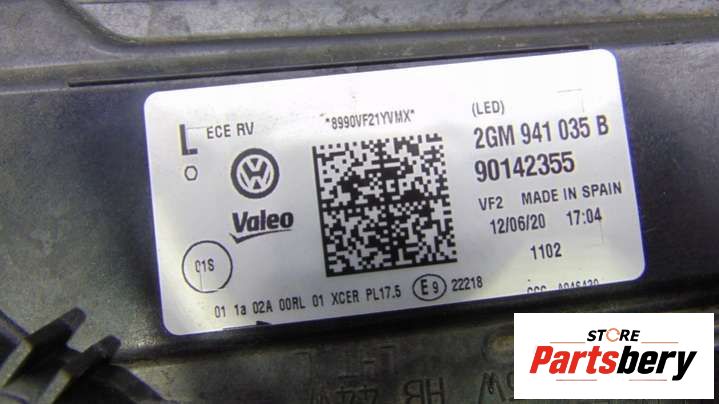 L ECE RV
*8990VF21YVMX*
(LED)
2GM 941 035 B
90142355
VF2 MADE IN SPAIN
12/06/20 17:04
1102
Valeo
01S
01 1a 02A 00RL 01 XCER PL17.5 E9 22218
HB
STORE
Partsbery